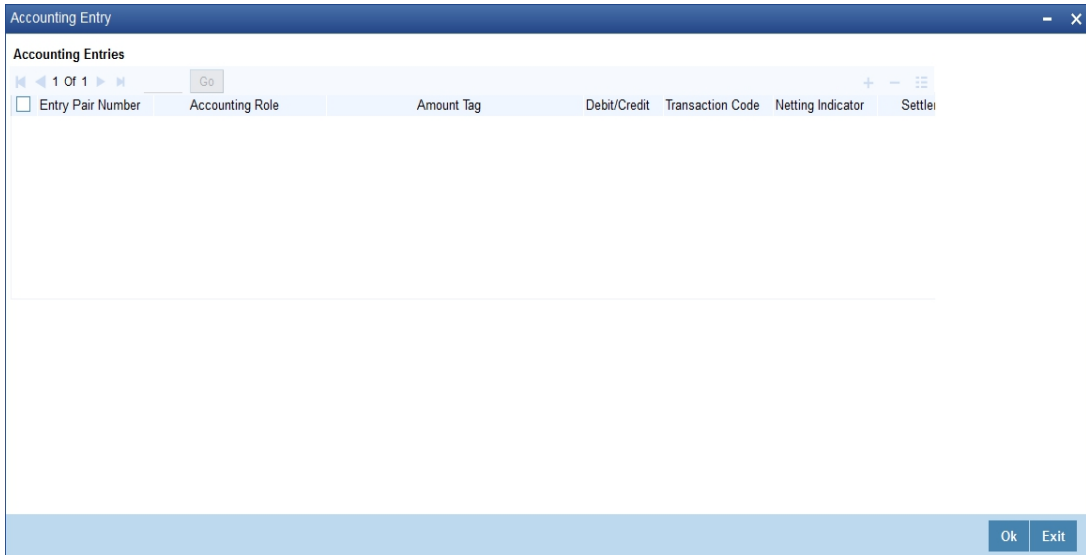 Accounting Entry
Accounting Entries
1 Of 1 Go
Entry Pair Number Accounting Role Amount Tag Debit/Credit Transaction Code Netting Indicator Settler
Ok Exit